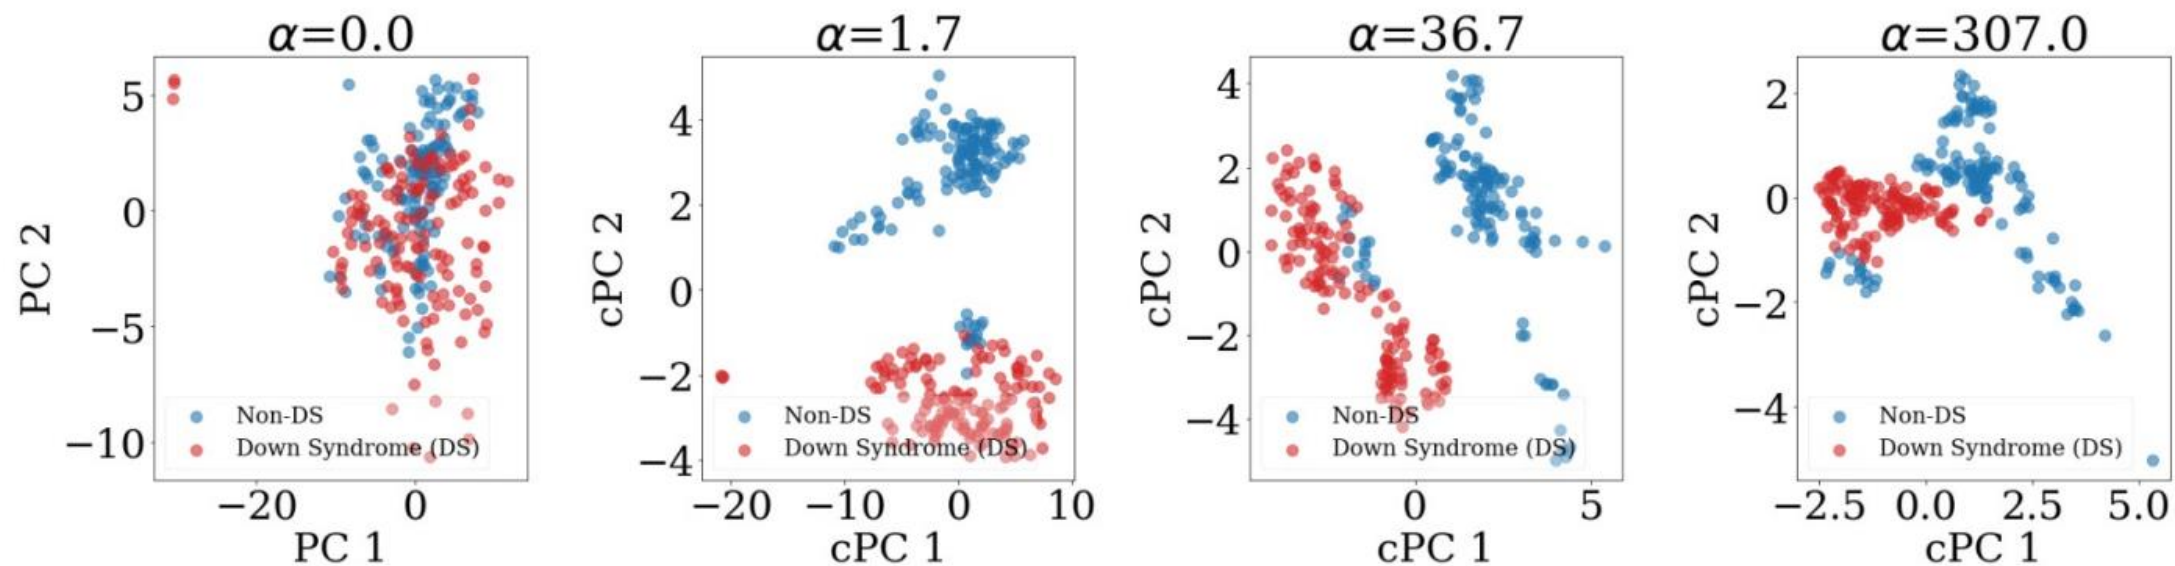 α=0.0
5
0
−5
−10
PC 2
Non-DS
Down Syndrome (DS)
−20
0
PC 1
α=1.7
4
2
0
−2
−4
cPC 2
Non-DS
Down Syndrome (DS)
−20
−10
0
10
cPC 1
α=36.7
4
2
0
−2
−4
cPC 2
Non-DS
Down Syndrome (DS)
0
5
cPC 1
α=307.0
2
0
−2
−4
cPC 2
Non-DS
Down Syndrome (DS)
−2.5
0.0
2.5
5.0
cPC 1